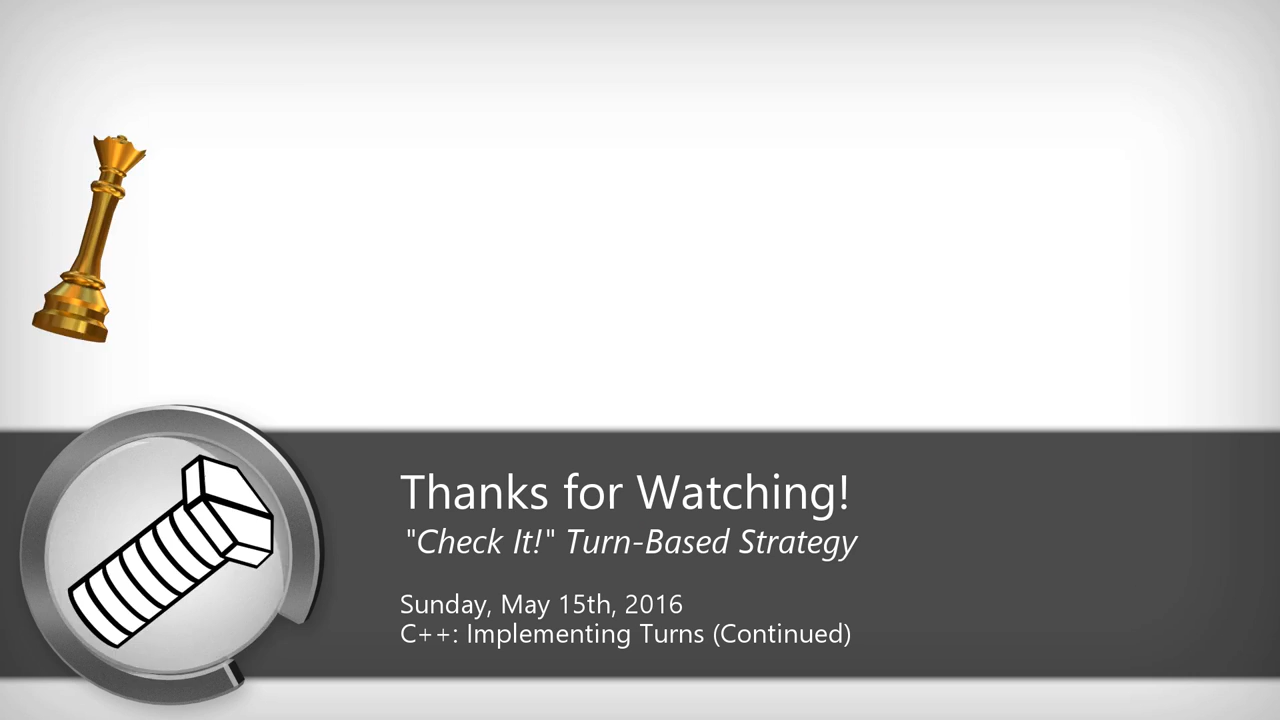 Thanks for Watching!
"Check It!" Turn-Based Strategy
Sunday, May 15th, 2016
C++: Implementing Turns (Continued)